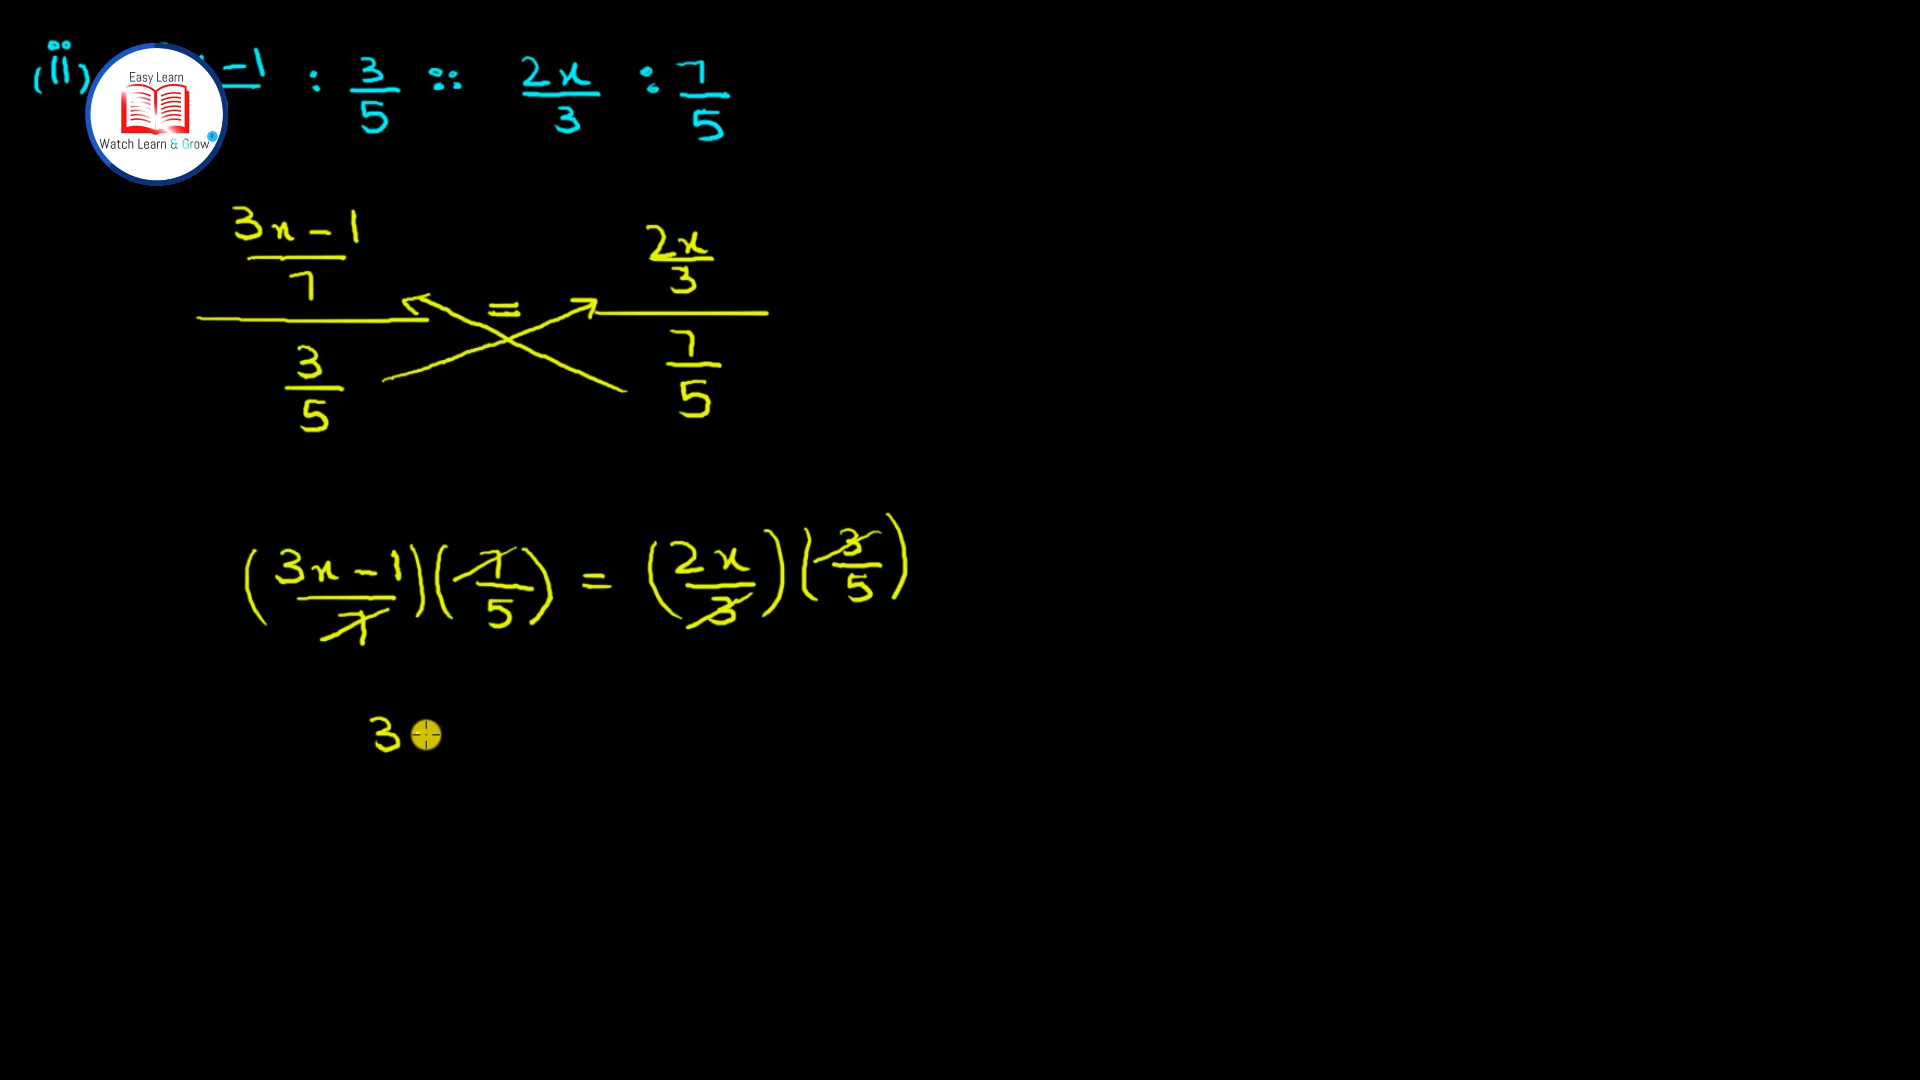 (ii) -1 : 3/5 :: 2x/3 : 7/5
Easy Learn
Watch Learn & Grow
(3x-1)/7 / 3/5 = 2x/3 / 7/5
(3x-1/7)(7/5) = (2x/3)(3/5)
3